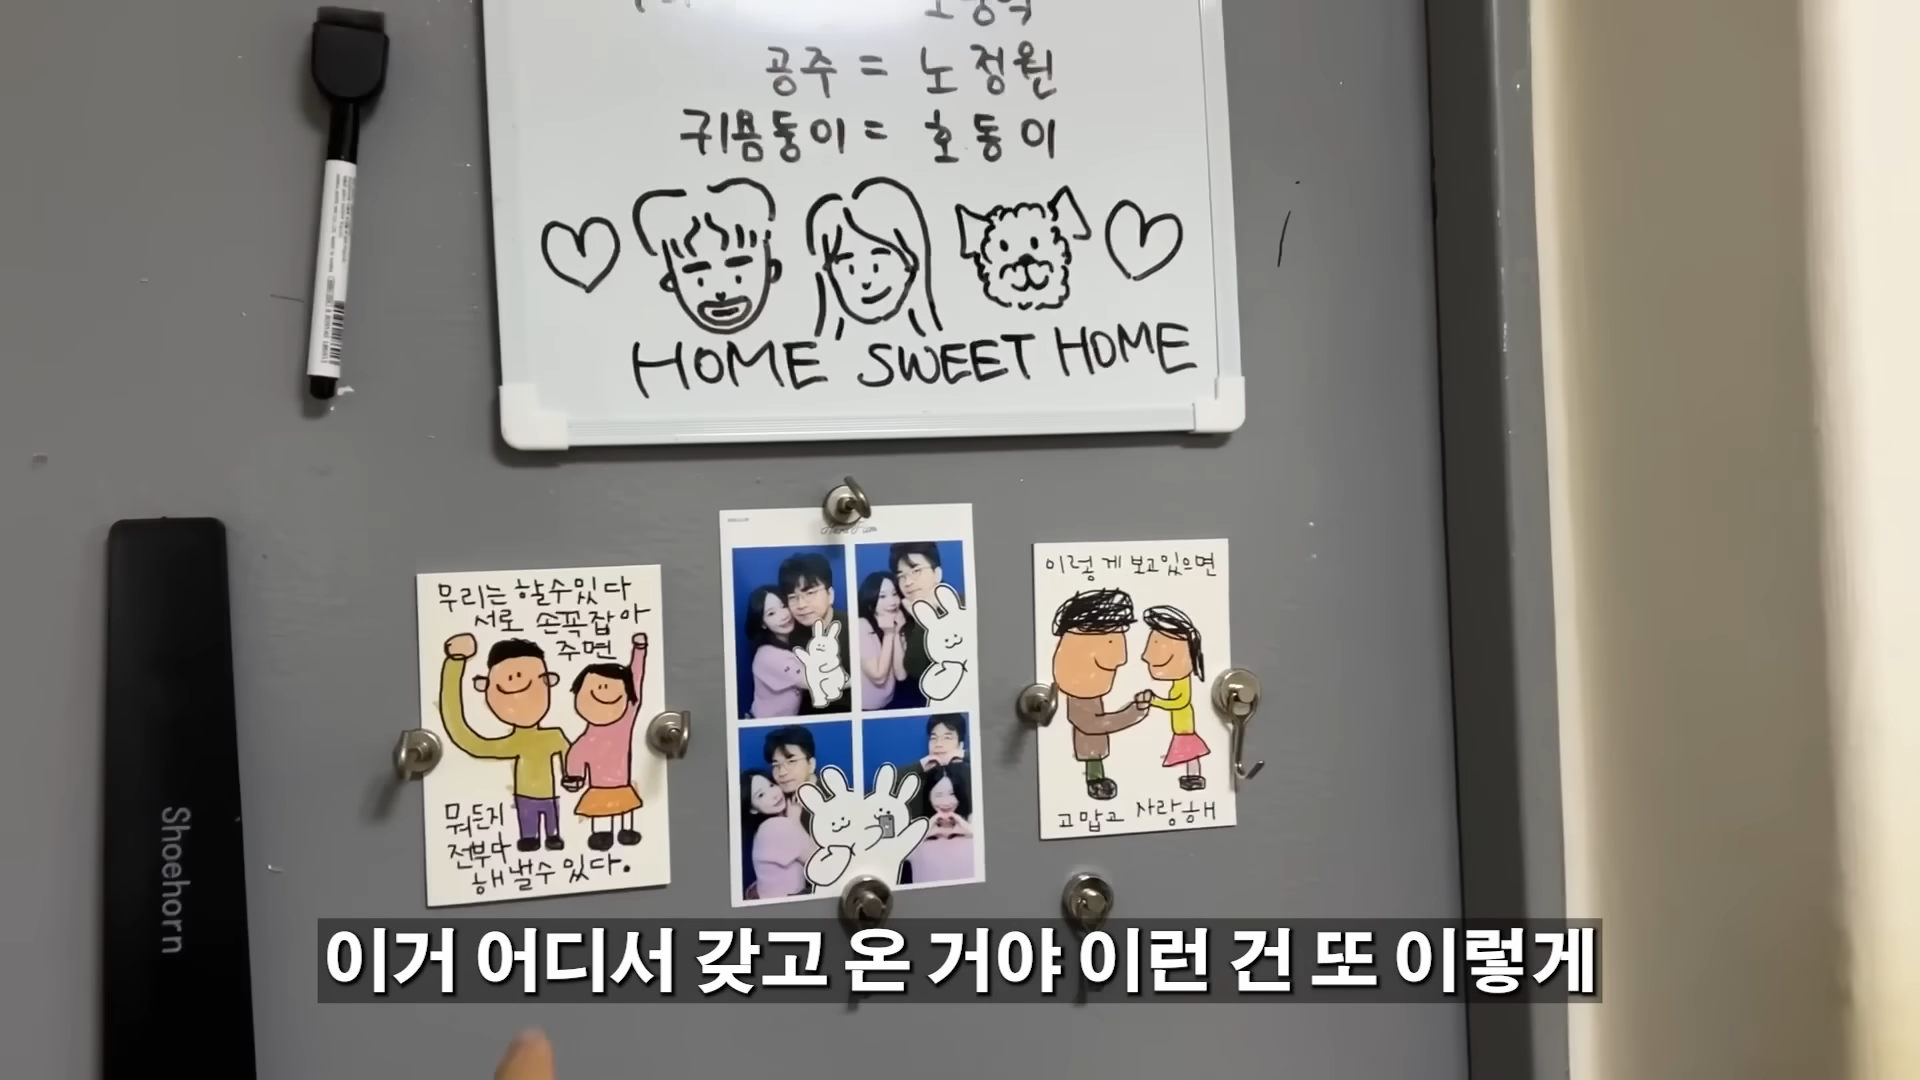 공주 = 노정원
귀욤둥이 = 호동이
HOME SWEET HOME
우리는 할수있다
서로 손꼭잡아
주면
뭐든지
전부다
해낼수있다.
이렇게 보고있으면
고맙고 사랑해
Shoehorn
이거 어디서 갖고 온 거야 이런 건 또 이렇게